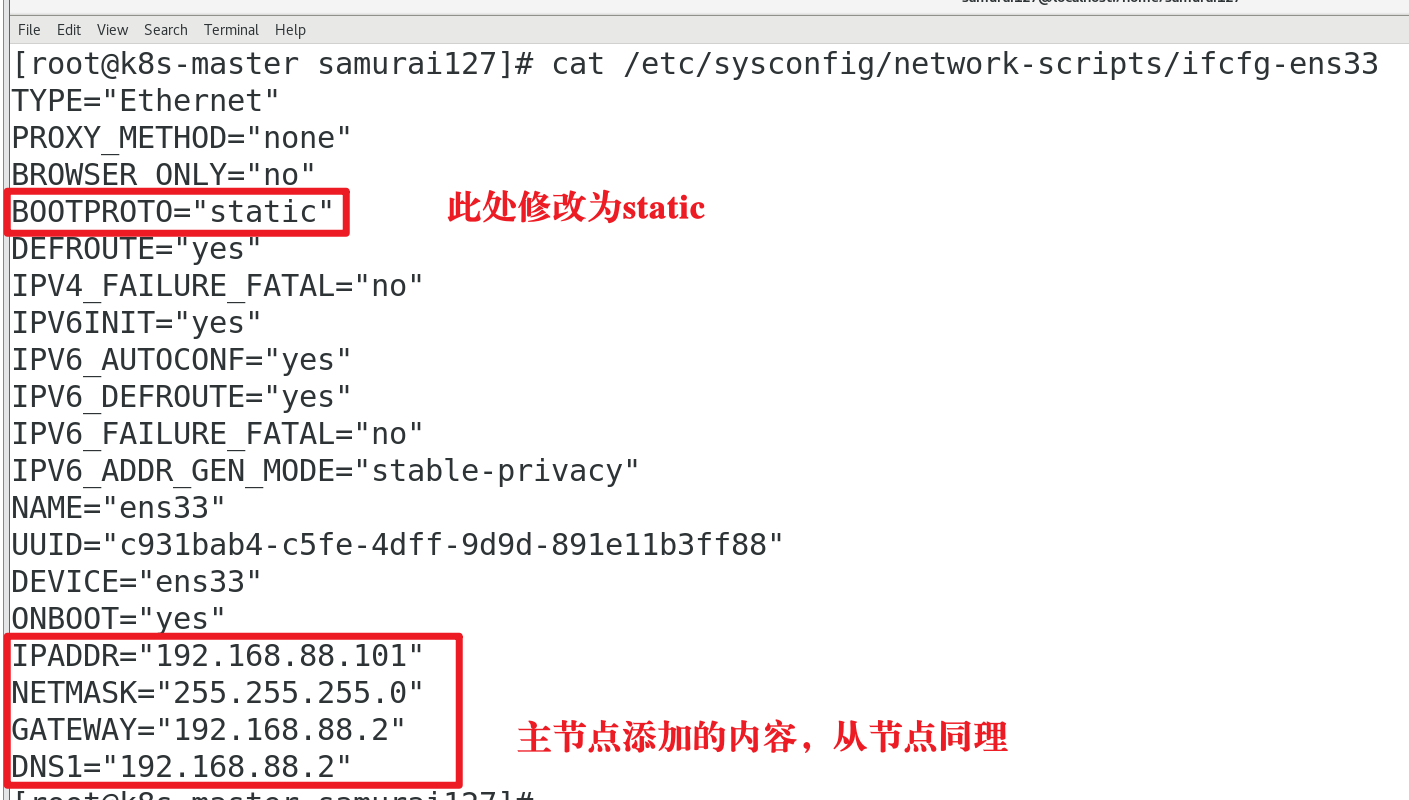 File Edit View Search Terminal Help
[root@k8s-master samurai127]# cat /etc/sysconfig/network-scripts/ifcfg-ens33
TYPE="Ethernet"
PROXY_METHOD="none"
BROWSER_ONLY="no"
BOOTPROTO="static"
此处修改为static
DEFROUTE="yes"
IPV4_FAILURE_FATAL="no"
IPV6INIT="yes"
IPV6_AUTOCONF="yes"
IPV6_DEFROUTE="yes"
IPV6_FAILURE_FATAL="no"
IPV6_ADDR_GEN_MODE="stable-privacy"
NAME="ens33"
UUID="c931bab4-c5fe-4dff-9d9d-891e11b3ff88"
DEVICE="ens33"
ONBOOT="yes"
IPADDR="192.168.88.101"
NETMASK="255.255.255.0"
GATEWAY="192.168.88.2"
主节点添加的内容，从节点同理
DNS1="192.168.88.2"
[root@k8s-master samurai127]#